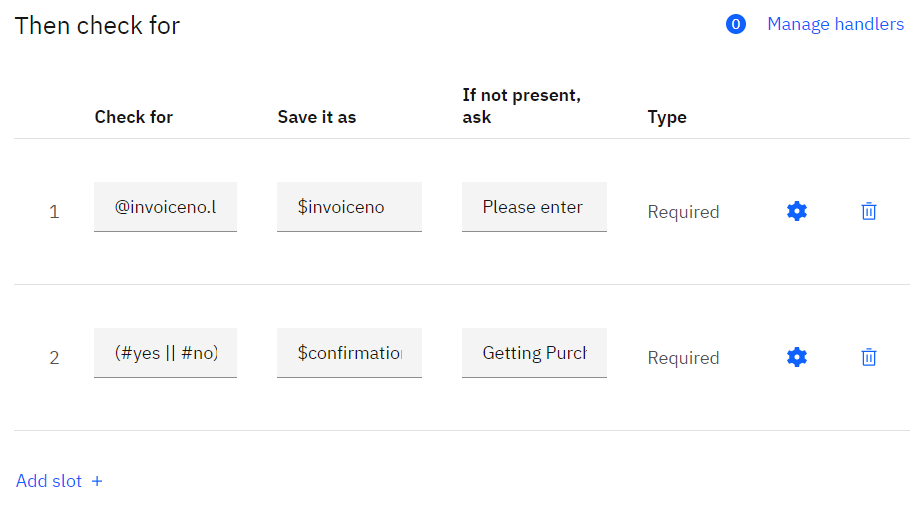 Then check for
0 Manage handlers
Check for Save it as If not present, ask Type
1 @invoiceno.l $invoiceno Please enter Required
2 (#yes || #no) $confirmation Getting Purch Required
Add slot +